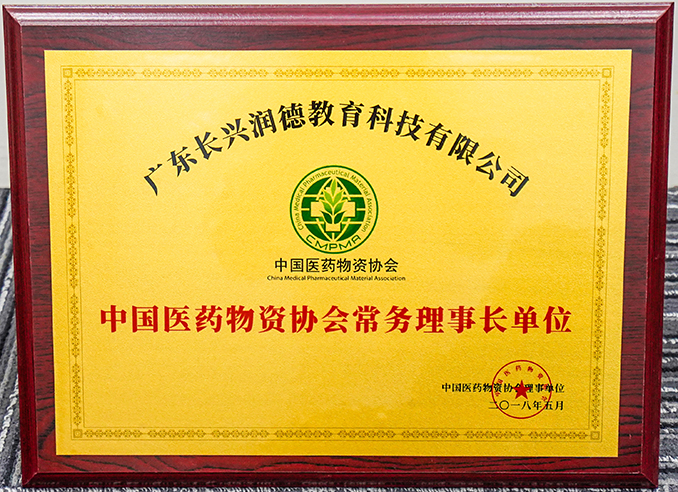 广东长兴润德教育科技有限公司
China Medical Pharmaceutical Material Association
CMPMA
中国医药物资协会
China Medical Pharmaceutical Material Association
中国医药物资协会常务理事长单位
中国医药物资协会理事单位
二〇一八年五月